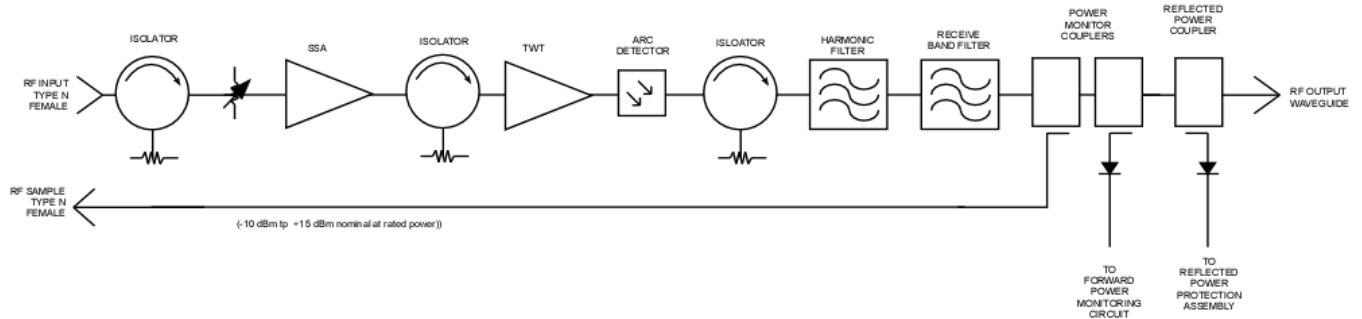 ISOLATOR
SSA
ISOLATOR
TWT
ARC
DETECTOR
ISLOATOR
HARMONIC
FILTER
RECEIVE
BAND FILTER
POWER
MONITOR
COUPLERS
REFLECTED
POWER
COUPLER
RF INPUT
TYPE N
FEMALE
RF OUTPUT
WAVEGUIDE
RF SAMPLE
TYPE N
FEMALE
(-10 dBm tp +15 dBm nominal at rated power))
TO
FORWARD
POWER
MONITORING
CIRCUIT
TO
REFLECTED
POWER
PROTECTION
ASSEMBLY